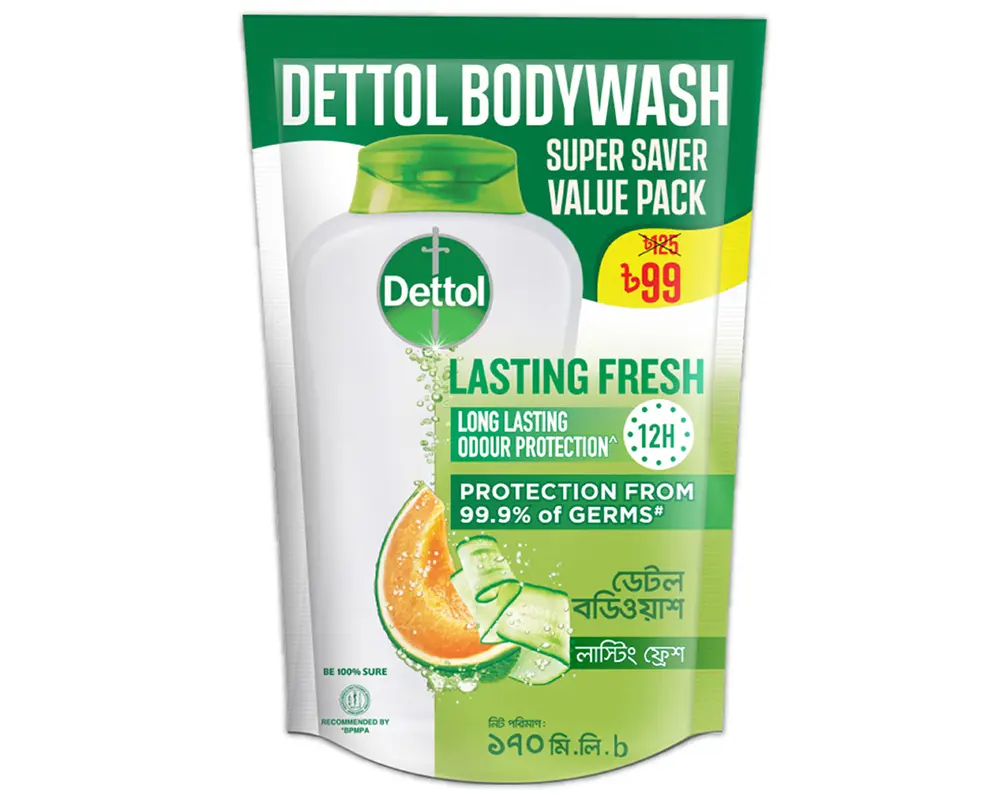 DETTOL BODYWASH
SUPER SAVER
VALUE PACK
৳125
৳99
Dettol
LASTING FRESH
LONG LASTING
ODOUR PROTECTION^
12H
PROTECTION FROM
99.9% of GERMS#
ডেটল
বডিওয়াশ
লাস্টিং ফ্রেশ
BE 100% SURE
RECOMMENDED BY
*BPMPA
নিট পরিমাণ:
১৭০ মি.লি. b